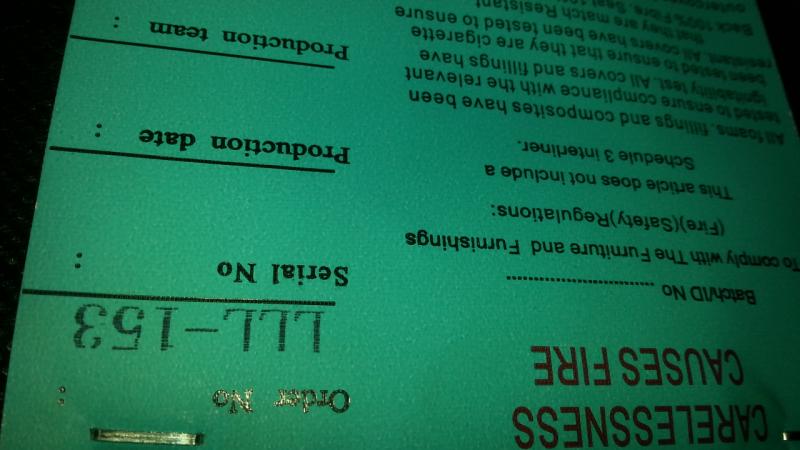 CARELESSNESS
CAUSES FIRE
Batch/ID No ..............................
To comply with The Furniture and Furnishings
(Fire)(Safety)Regulations:
This article does not include a
Schedule 3 interliner.
All foams, fillings and composites have been
tested to ensure compliance with the relevant
ignitability test. All covers and fillings have
been tested to ensure that they are cigarette
resistant. All covers have been tested to ensure
that they are match Resistant
Back 100% Fibre. Seat
Order No :
LLL-153
Serial No :
Production date :
Production team :